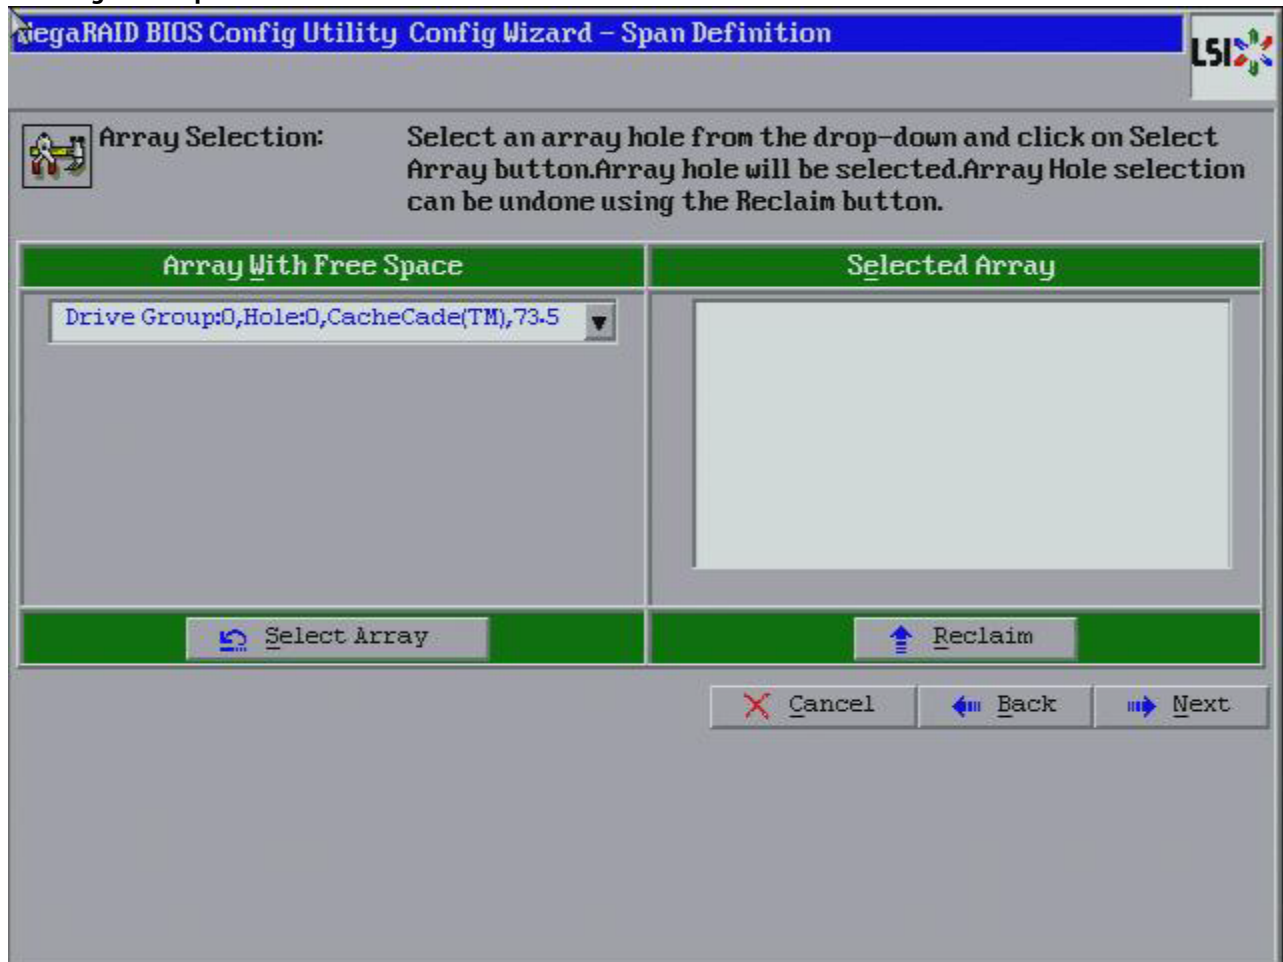 egaRAID BIOS Config Utility Config Wizard – Span Definition
LSI
Array Selection:
Select an array hole from the drop-down and click on Select
Array button.Array hole will be selected.Array Hole selection
can be undone using the Reclaim button.
Array With Free Space
Selected Array
Drive Group:0,Hole:0,CacheCade(TM),73.5
Select Array
Reclaim
Cancel
Back
Next